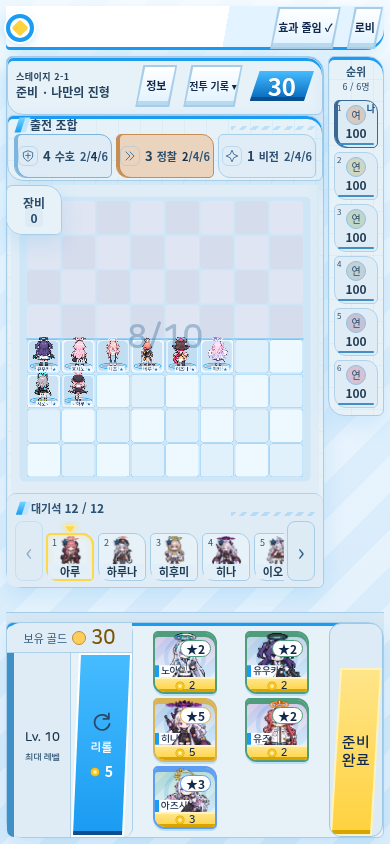 효과 줄임 ✓
로비
스테이지 2-1
준비 · 나만의 진형
정보
전투 기록 ▾
30
순위
6 / 6명
출전 조합
4 수호 2/4/6
3 정찰 2/4/6
1 비전 2/4/6
장비
0
8/10
1 나
여
100
2
연
100
3
연
100
4
연
100
5
연
100
6
연
100
대기석 12 / 12
‹
1
아루
2
하루나
3
히후미
4
히나
5
이오
›
보유 골드 30
Lv. 10
최대 레벨
리롤
5
★2
2
★2
유우카
2
★5
5
★2
2
★3
3
준비
완료